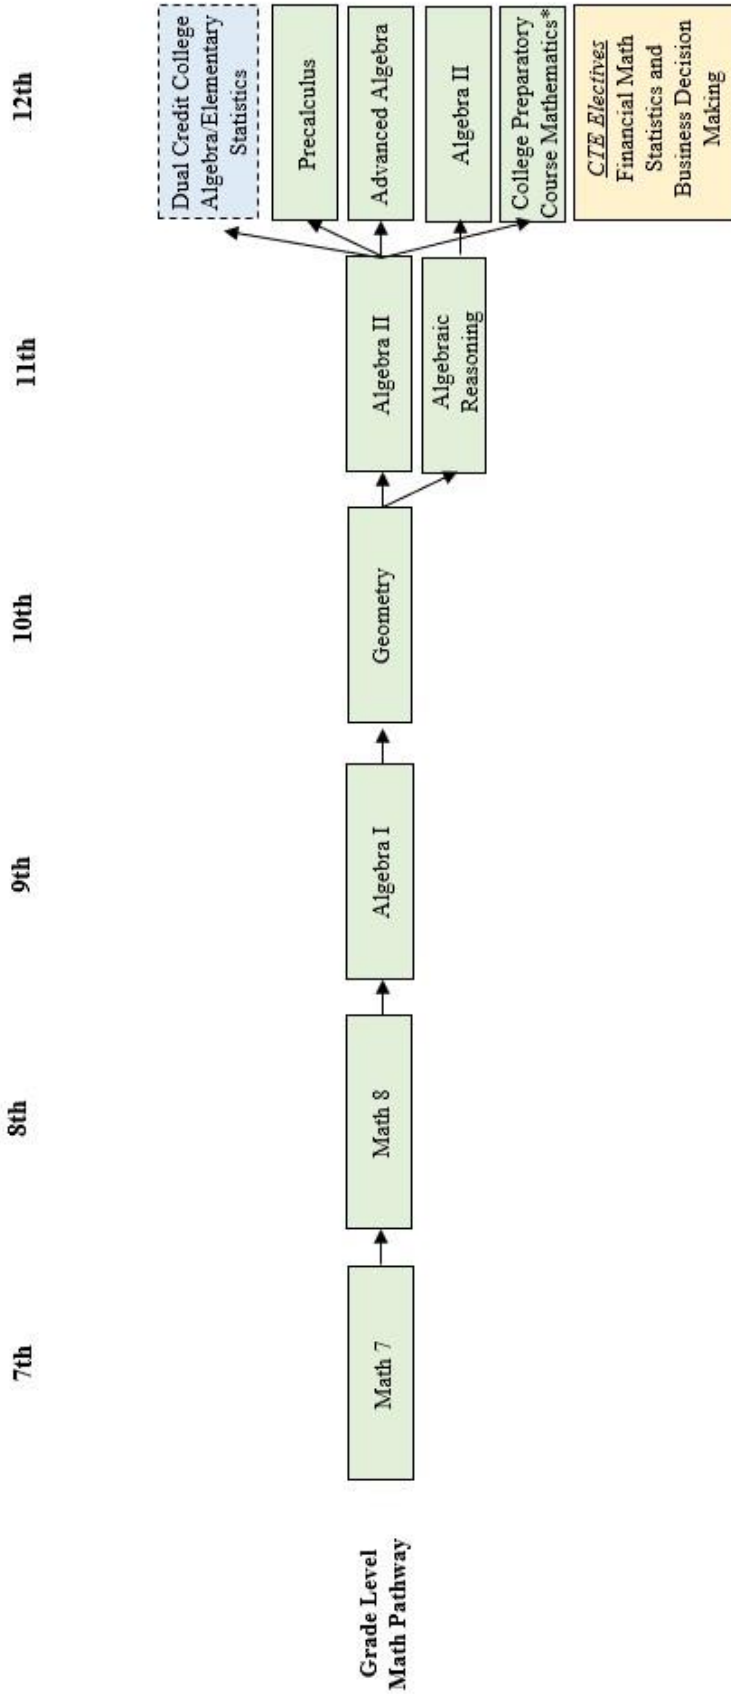 7th
8th
9th
10th
11th
12th
Grade Level
Math Pathway
Math 7
Math 8
Algebra I
Geometry
Algebra II
Algebraic
Reasoning
Dual Credit College
Algebra/Elementary
Statistics
Precalculus
Advanced Algebra
Algebra II
College Preparatory
Course Mathematics*
CTE Electives
Financial Math
Statistics and
Business Decision
Making